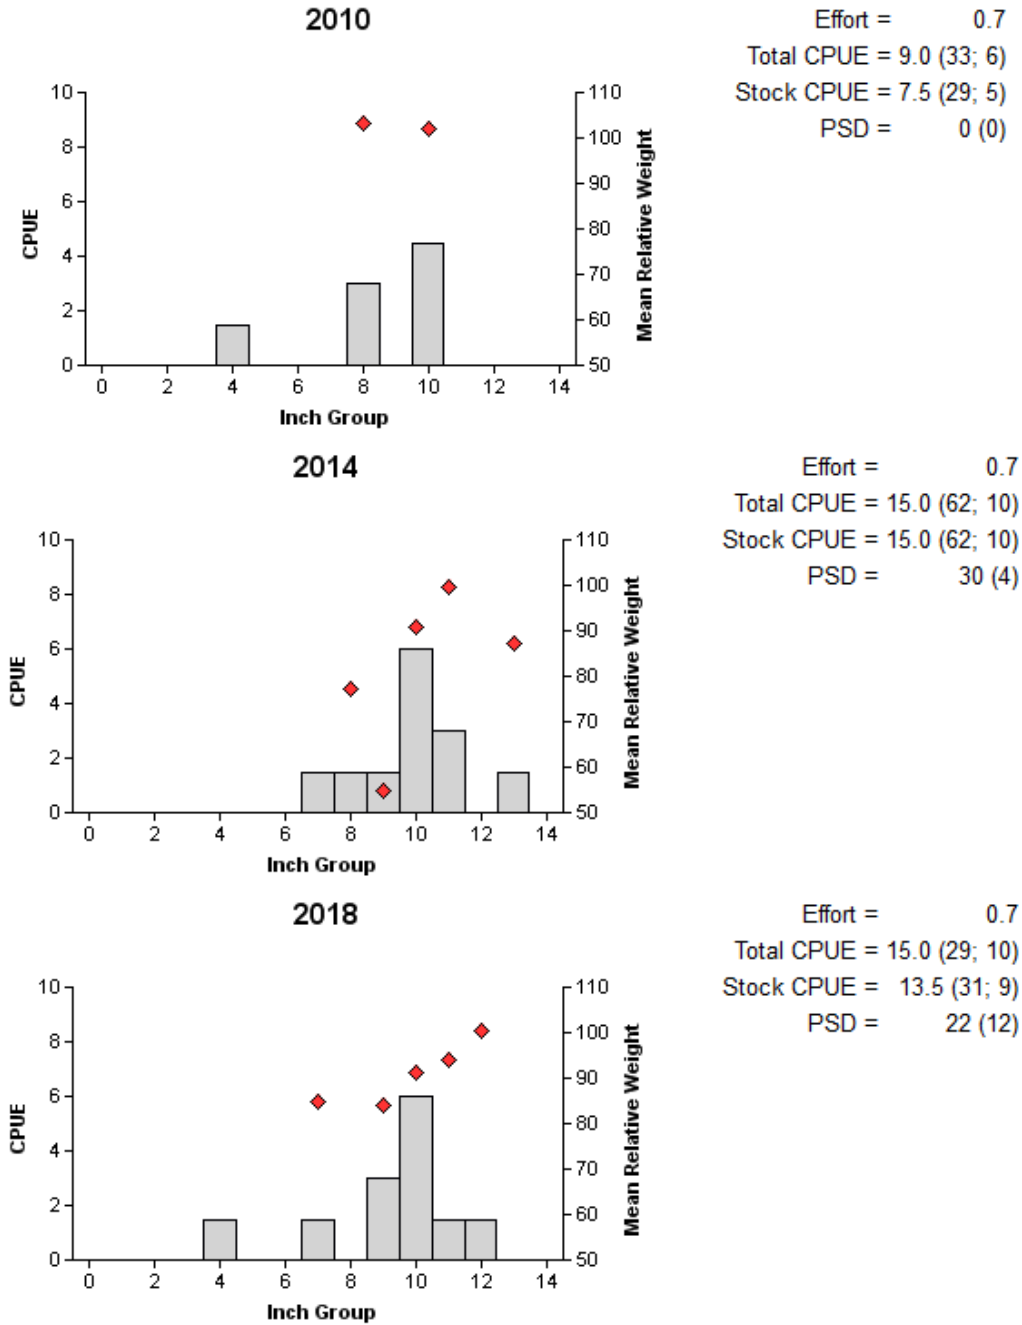 2010
Effort = 0.7
Total CPUE = 9.0 (33; 6)
Stock CPUE = 7.5 (29; 5)
PSD = 0 (0)
10
8
6
4
2
0
CPUE
110
100
90
80
70
60
50
Mean Relative Weight
0 2 4 6 8 10 12 14
Inch Group
2014
Effort = 0.7
Total CPUE = 15.0 (62; 10)
Stock CPUE = 15.0 (62; 10)
PSD = 30 (4)
10
8
6
4
2
0
CPUE
110
100
90
80
70
60
50
Mean Relative Weight
0 2 4 6 8 10 12 14
Inch Group
2018
Effort = 0.7
Total CPUE = 15.0 (29; 10)
Stock CPUE = 13.5 (31; 9)
PSD = 22 (12)
10
8
6
4
2
0
CPUE
110
100
90
80
70
60
50
Mean Relative Weight
0 2 4 6 8 10 12 14
Inch Group